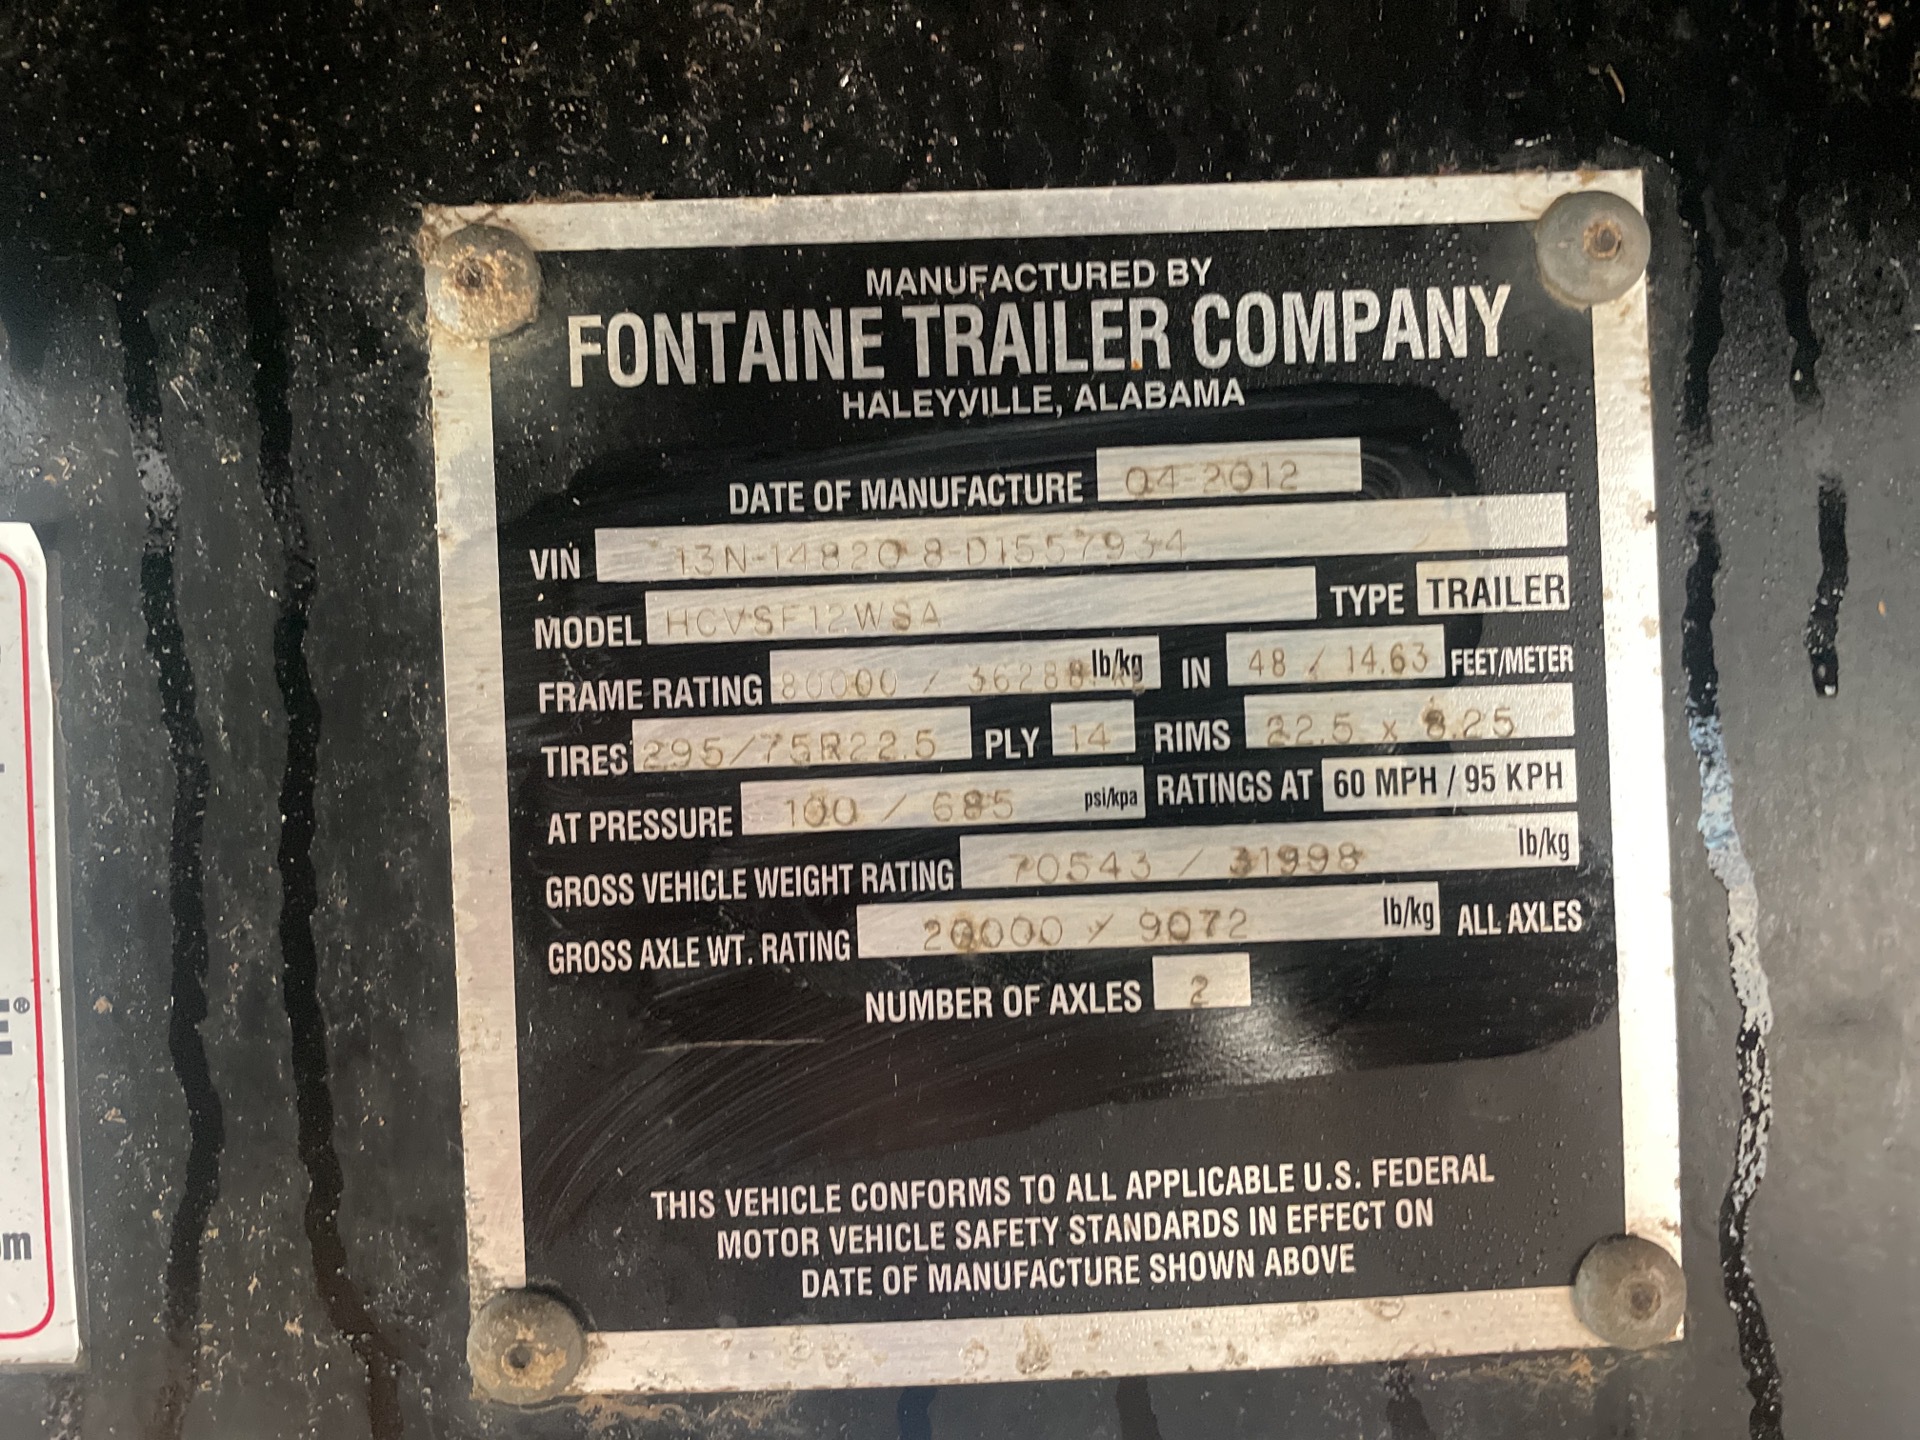 MANUFACTURED BY
FONTAINE TRAILER COMPANY
HALEYVILLE, ALABAMA
DATE OF MANUFACTURE 04-2012
VIN 13N-14820-8-D1557934
MODEL HCVSF12WSA TYPE TRAILER
FRAME RATING 80000 / 36288 lb/kg IN 48 / 14.63 FEET/METER
TIRES 295/75R22.5 PLY 14 RIMS 22.5 x 8.25
AT PRESSURE 100 / 685 psi/kpa RATINGS AT 60 MPH / 95 KPH
GROSS VEHICLE WEIGHT RATING 70543 / 31998 lb/kg
GROSS AXLE WT. RATING 20000 / 9072 lb/kg ALL AXLES
NUMBER OF AXLES 2
THIS VEHICLE CONFORMS TO ALL APPLICABLE U.S. FEDERAL
MOTOR VEHICLE SAFETY STANDARDS IN EFFECT ON
DATE OF MANUFACTURE SHOWN ABOVE